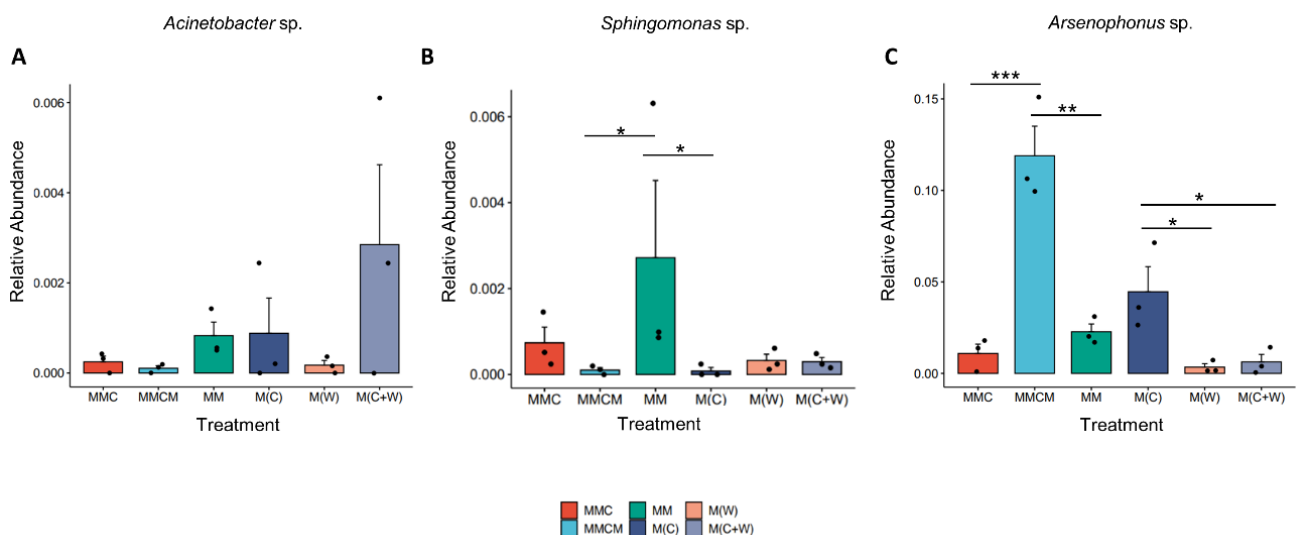 Acinetobacter sp.
Sphingomonas sp.
Arsenophonus sp.
A
Relative Abundance
0.006
0.004
0.002
0.000
MMC MMCM MM M(C) M(W) M(C+W)
Treatment
B
Relative Abundance
0.006
0.004
0.002
0.000
*
*
MMC MMCM MM M(C) M(W) M(C+W)
Treatment
C
Relative Abundance
0.15
0.10
0.05
0.00
***
**
*
*
MMC MMCM MM M(C) M(W) M(C+W)
Treatment
MMC MM M(W)
MMCM M(C) M(C+W)